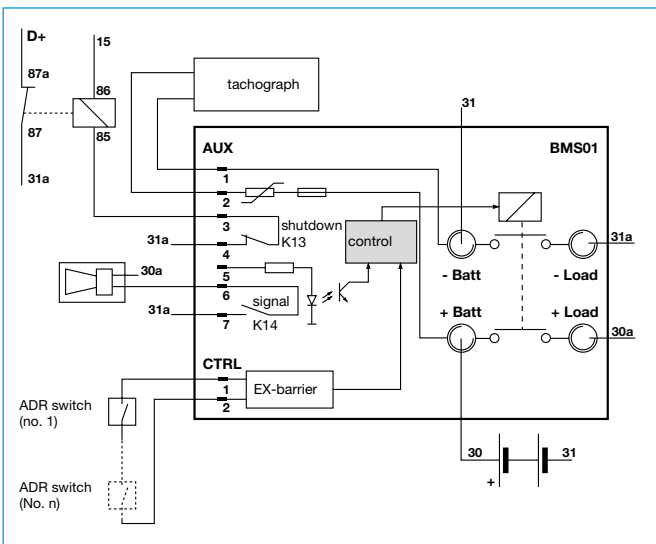 D+
15
87a
86
87
85
31a
tachograph
31
AUX
BMS01
1
2
3
shutdown
K13
31a
4
control
31a
- Batt
- Load
30a
5
6
signal
K14
31a
7
+ Batt
+ Load
30a
CTRL
1
2
EX-barrier
ADR switch
(no. 1)
30
31
+
ADR switch
(No. n)